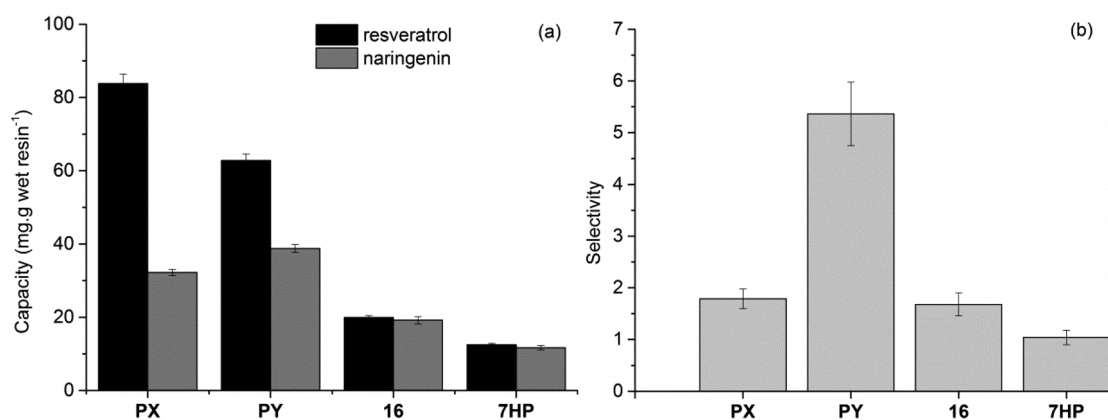 (a)
resveratrol
naringenin
Capacity (mg.g wet resin⁻¹)
100
80
60
40
20
0
PX PY 16 7HP
(b)
Selectivity
7
6
5
4
3
2
1
0
PX PY 16 7HP